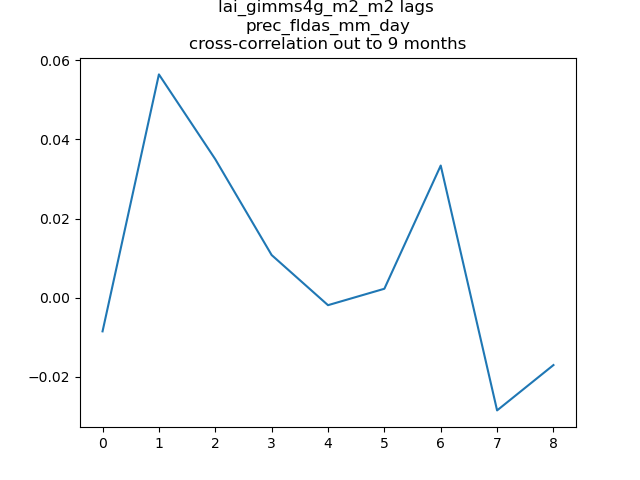 lai_gimms4g_m2_m2 lags
prec_fldas_mm_day
cross-correlation out to 9 months
0.06
0.04
0.02
0.00
−0.02
0 1 2 3 4 5 6 7 8